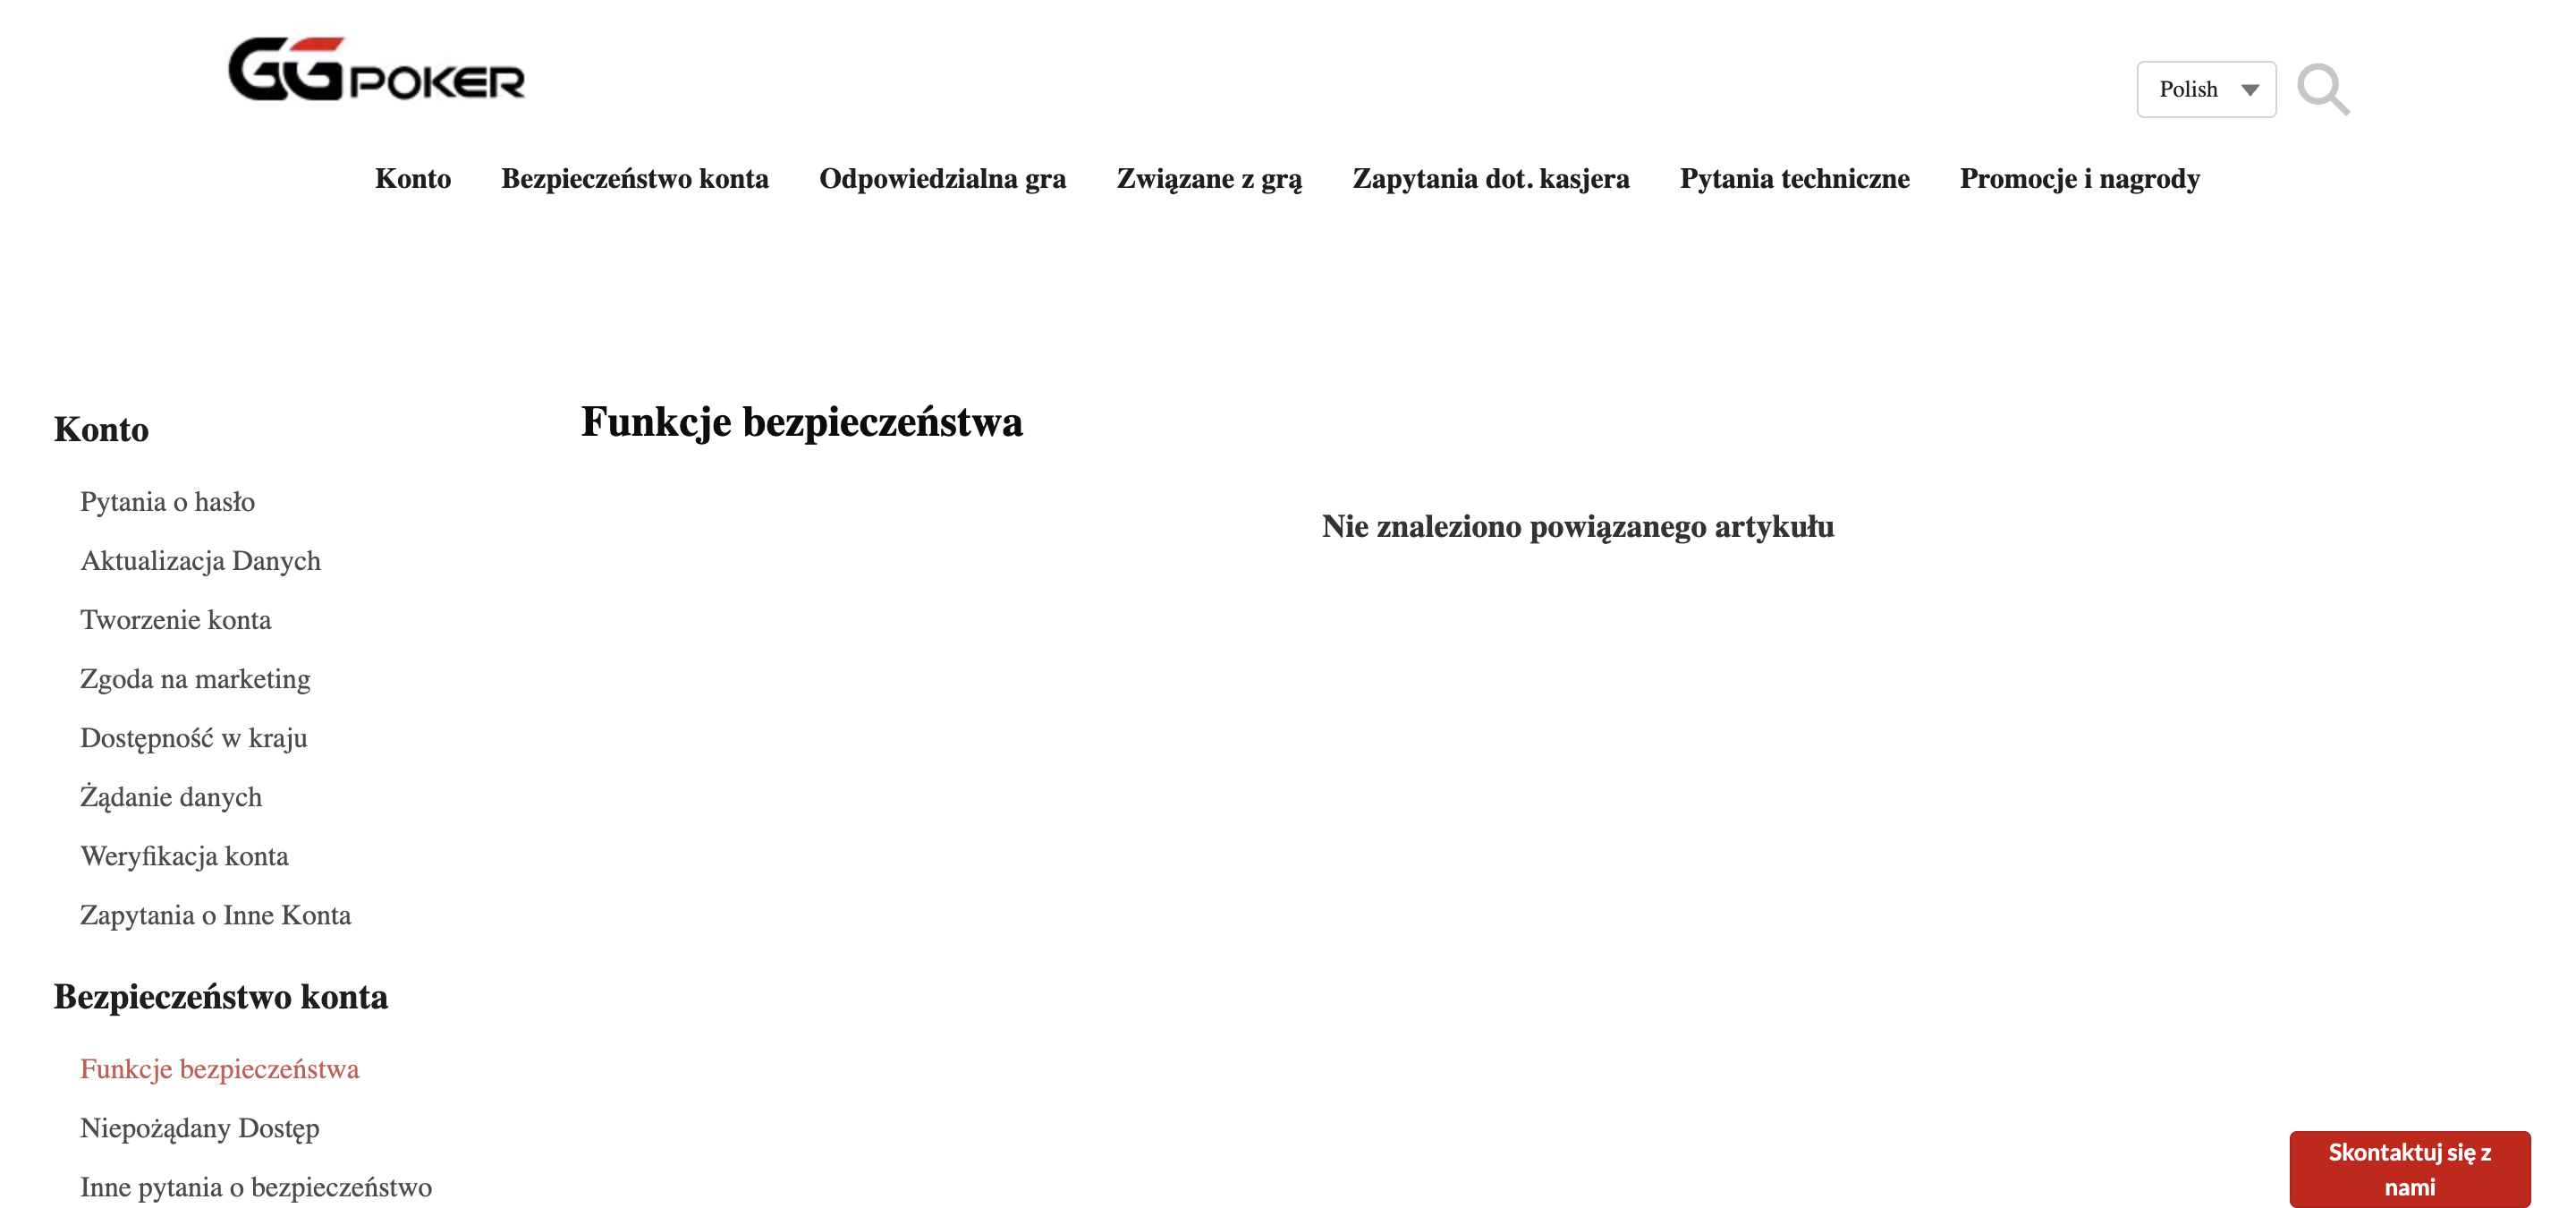 GGPOKER
Polish
Konto Bezpieczeństwo konta Odpowiedzialna gra Związane z grą Zapytania dot. kasjera Pytania techniczne Promocje i nagrody
Konto
Pytania o hasło
Aktualizacja Danych
Tworzenie konta
Zgoda na marketing
Dostępność w kraju
Żądanie danych
Weryfikacja konta
Zapytania o Inne Konta
Bezpieczeństwo konta
Funkcje bezpieczeństwa
Niepożądany Dostęp
Inne pytania o bezpieczeństwo
Funkcje bezpieczeństwa
Nie znaleziono powiązanego artykułu
Skontaktuj się z
nami